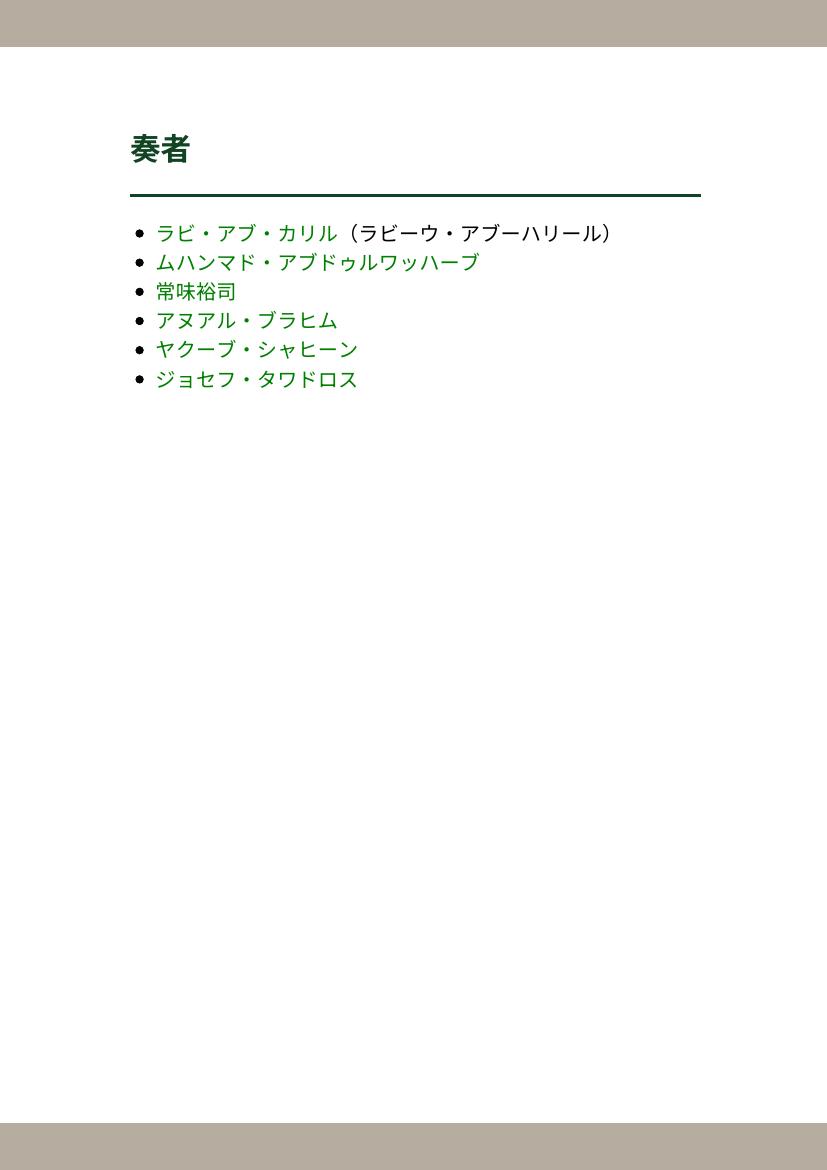 奏者
ラビ・アブ・カリル（ラビーウ・アブーハリール）
ムハンマド・アブドゥルワッハーブ
常味裕司
アヌアル・ブラヒム
ヤクーブ・シャヒーン
ジョセフ・タワドロス